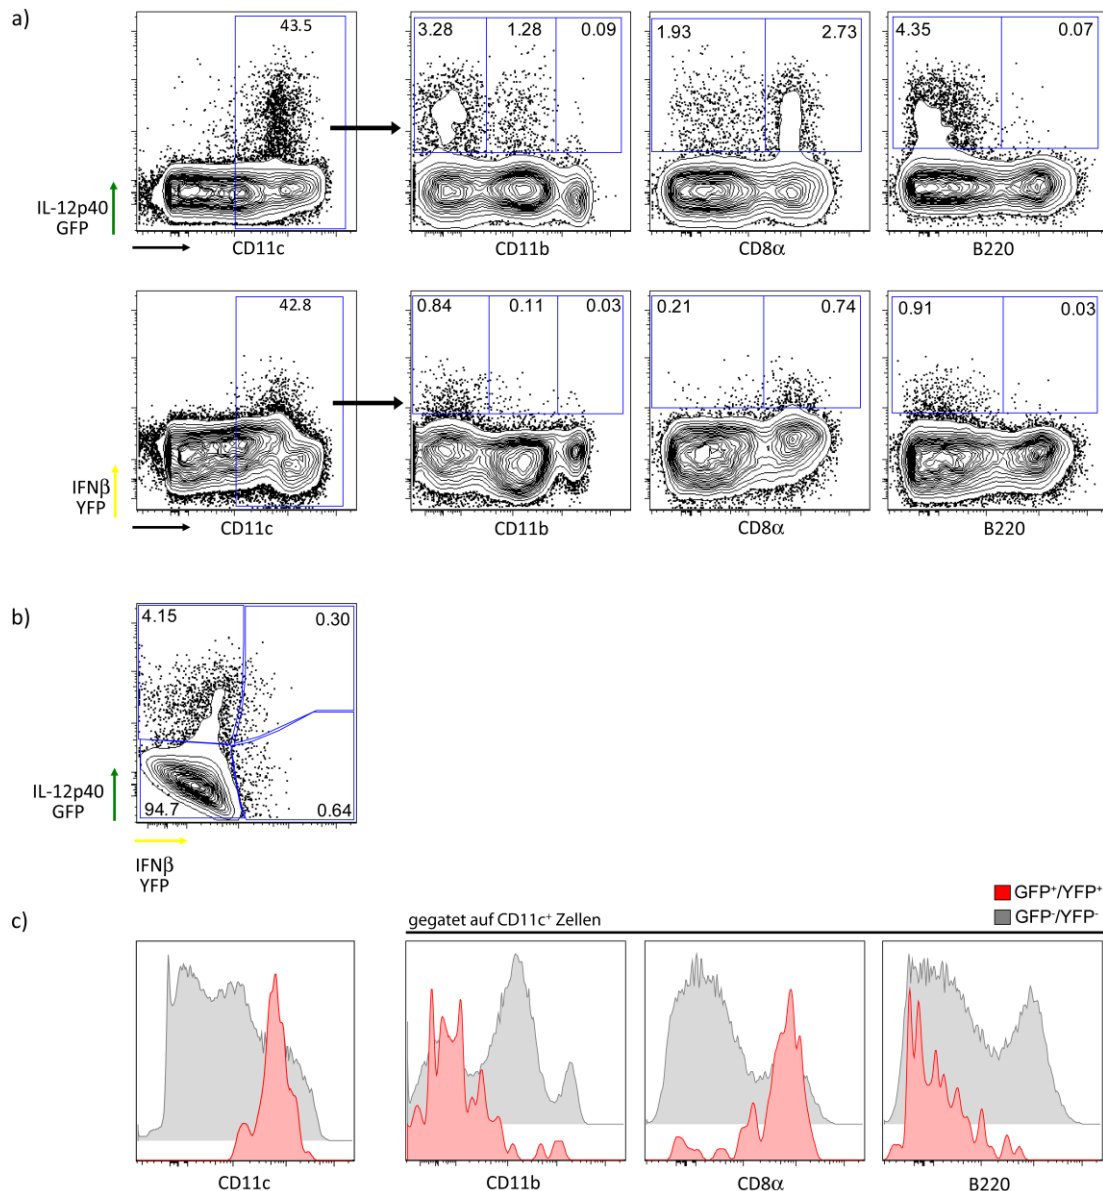 a)
43.5
3.28 1.28 0.09
1.93 2.73
4.35 0.07
IL-12p40
GFP
CD11c
CD11b
CD8α
B220
42.8
0.84 0.11 0.03
0.21 0.74
0.91 0.03
IFNβ
YFP
CD11c
CD11b
CD8α
B220
b)
4.15 0.30
94.7 0.64
IL-12p40
GFP
IFNβ
YFP
GFP⁺/YFP⁺
GFP⁻/YFP⁻
c)
gegatet auf CD11c⁺ Zellen
CD11c
CD11b
CD8α
B220